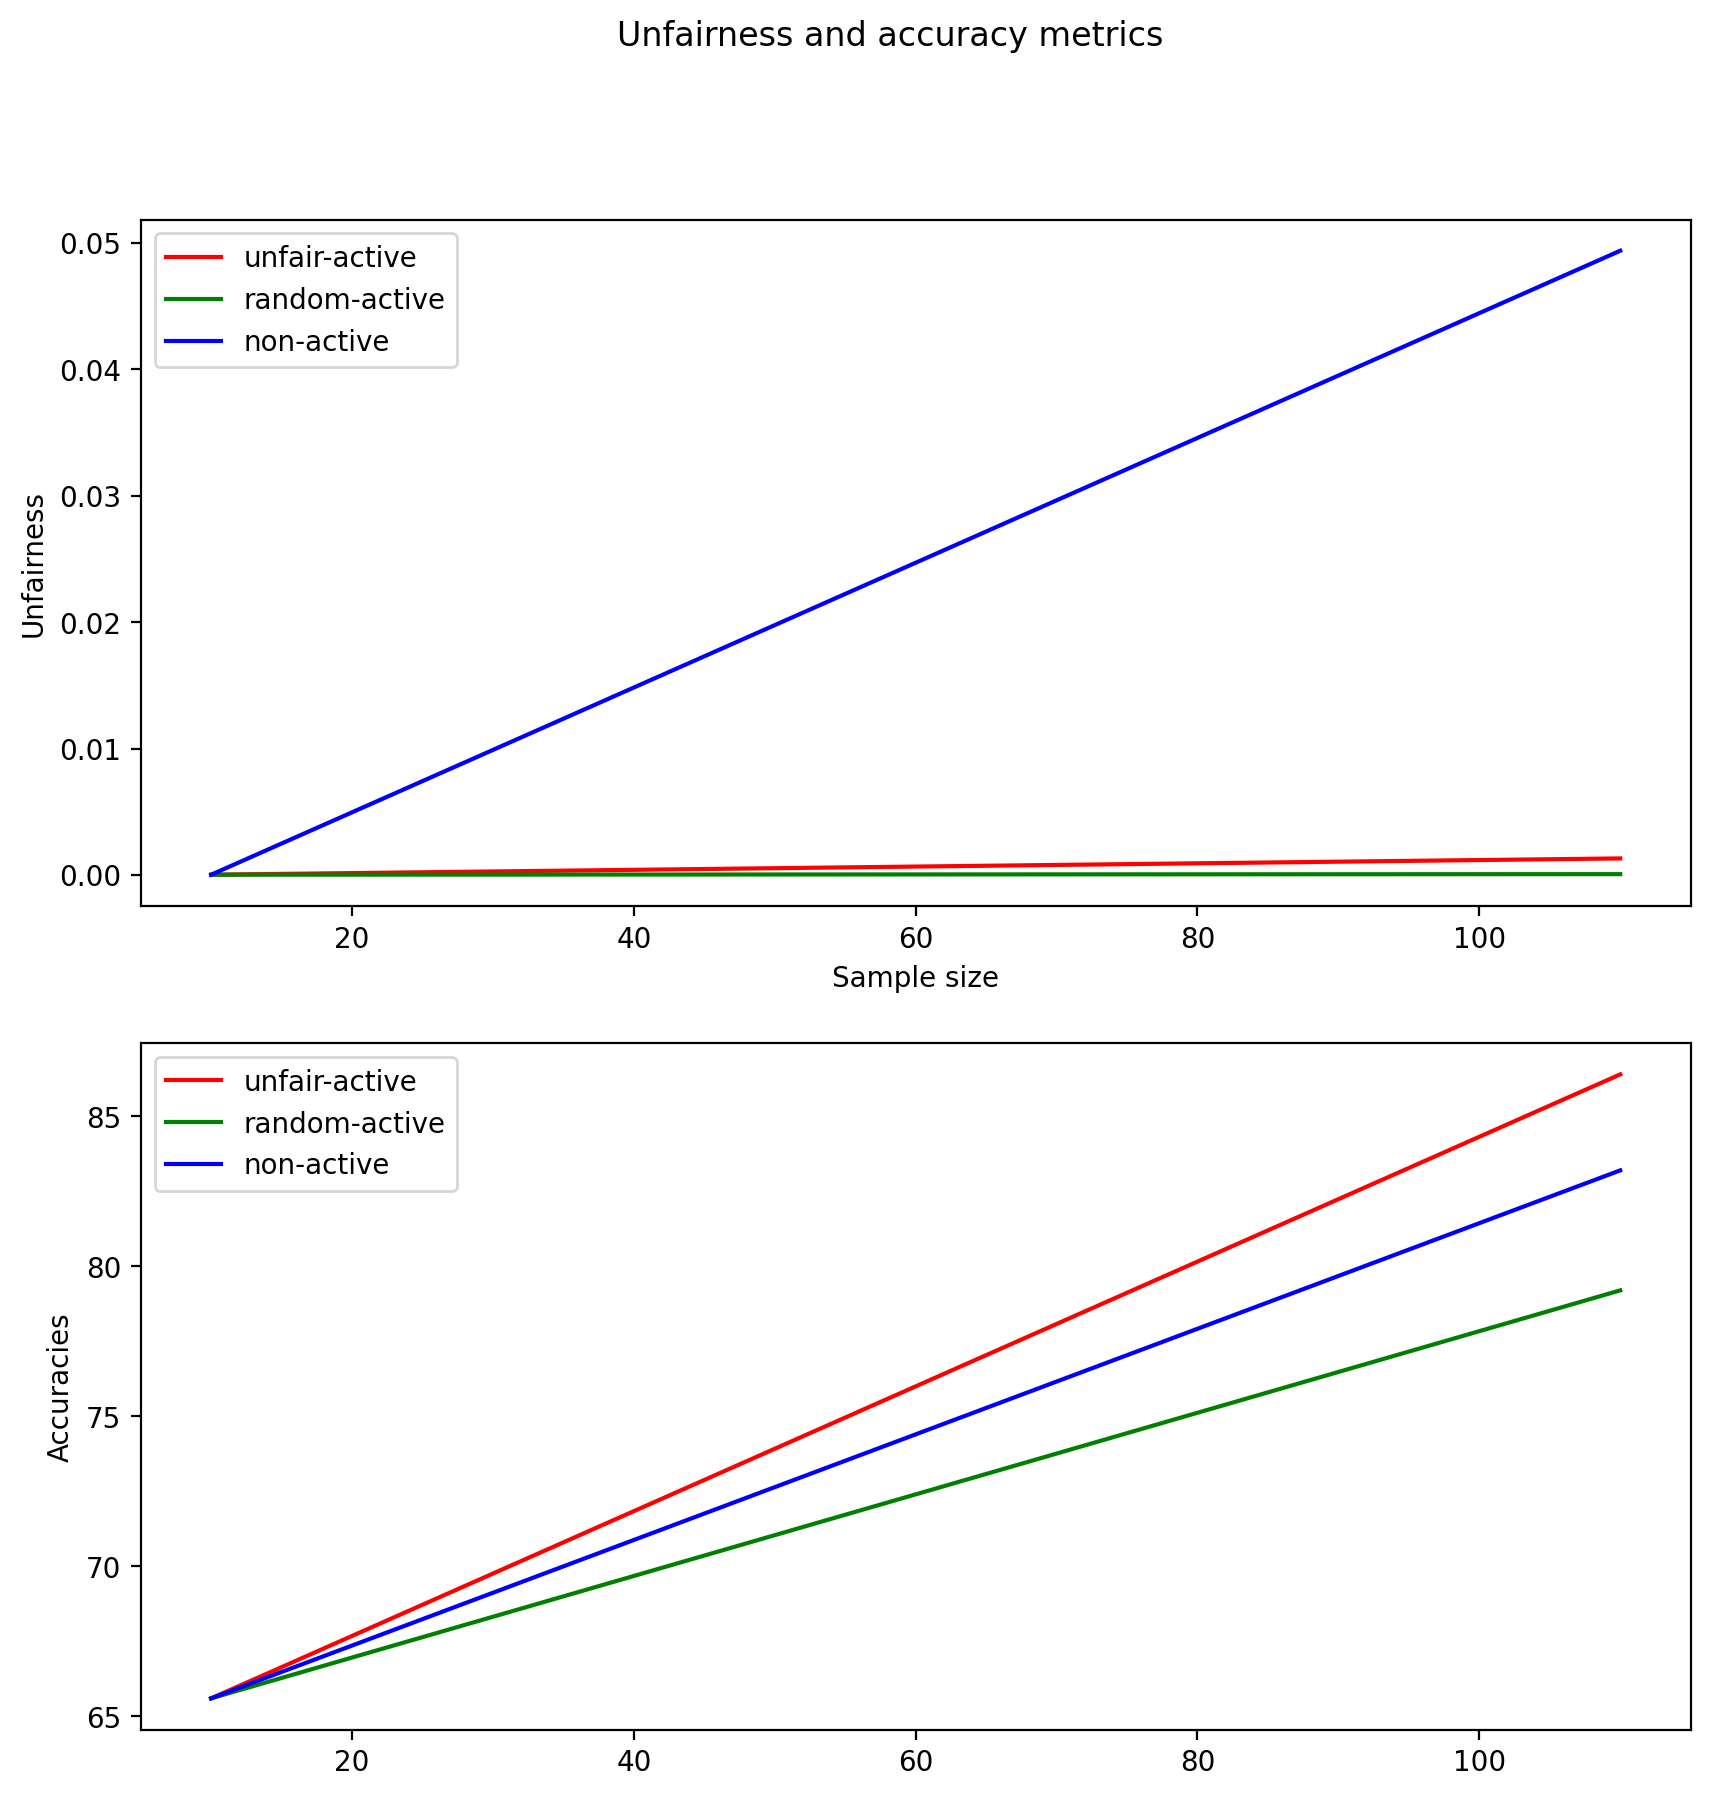 Unfairness and accuracy metrics
unfair-active
random-active
non-active
0.05
0.04
0.03
0.02
0.01
0.00
Unfairness
20 40 60 80 100
Sample size
unfair-active
random-active
non-active
85
80
75
70
65
Accuracies
20 40 60 80 100